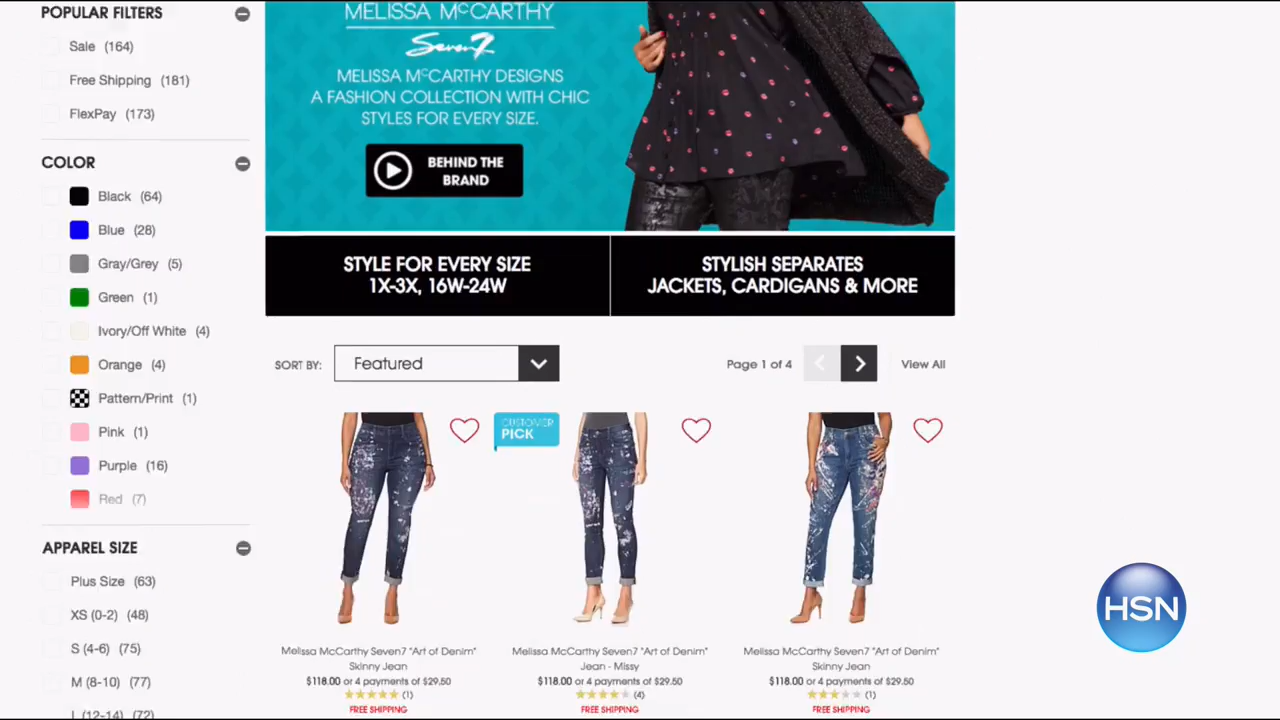 POPULAR FILTERS
Sale (164)
Free Shipping (181)
FlexPay (173)
COLOR
Black (64)
Blue (28)
Gray/Grey (5)
Green (1)
Ivory/Off White (4)
Orange (4)
Pattern/Print (1)
Pink (1)
Purple (16)
Red (7)
APPAREL SIZE
Plus Size (63)
XS (0-2) (48)
S (4-6) (75)
M (8-10) (77)
L (12-14) (72)
MELISSA McCARTHY
Seven7
MELISSA McCARTHY DESIGNS
A FASHION COLLECTION WITH CHIC
STYLES FOR EVERY SIZE.
BEHIND THE
BRAND
STYLE FOR EVERY SIZE
1X-3X, 16W-24W
STYLISH SEPARATES
JACKETS, CARDIGANS & MORE
SORT BY:
Featured
Page 1 of 4
View All
CUSTOMER
PICK
Melissa McCarthy Seven7 "Art of Denim"
Skinny Jean
$118.00 or 4 payments of $29.50
(1)
FREE SHIPPING
Melissa McCarthy Seven7 "Art of Denim"
Jean - Missy
$118.00 or 4 payments of $29.50
(4)
FREE SHIPPING
Melissa McCarthy Seven7 "Art of Denim"
Skinny Jean
$118.00 or 4 payments of $29.50
(1)
FREE SHIPPING
HSN